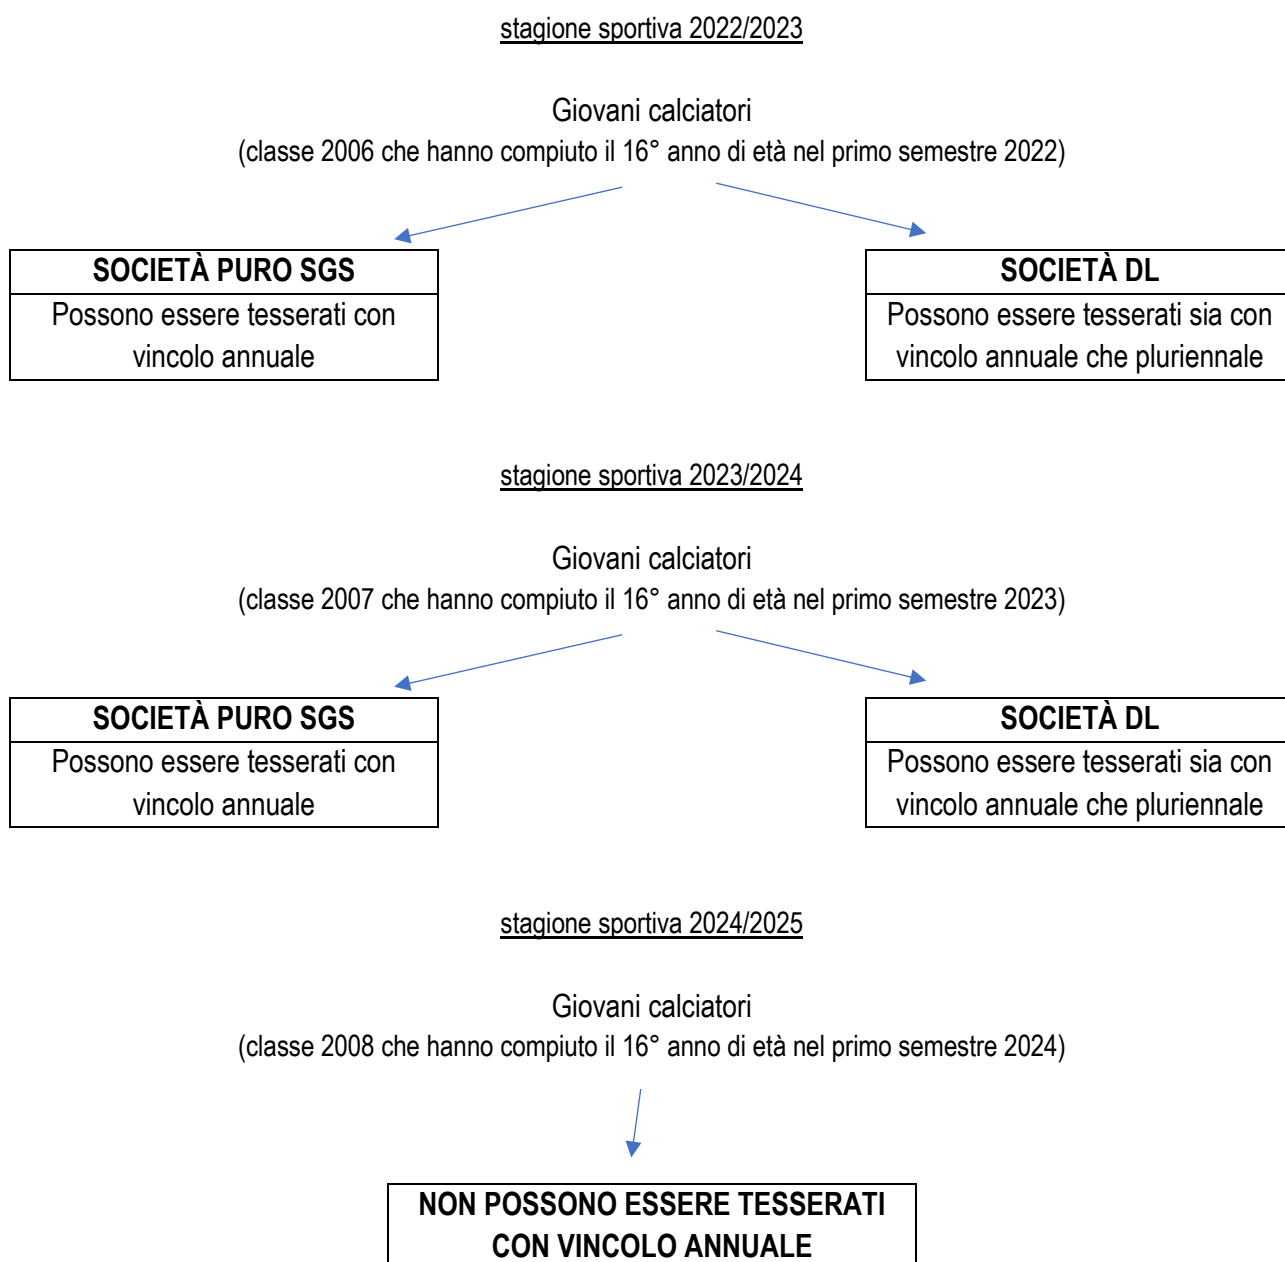 stagione sportiva 2022/2023
Giovani calciatori
(classe 2006 che hanno compiuto il 16° anno di età nel primo semestre 2022)
SOCIETÀ PURO SGS
Possono essere tesserati con
vincolo annuale
SOCIETÀ DL
Possono essere tesserati sia con
vincolo annuale che pluriennale
stagione sportiva 2023/2024
Giovani calciatori
(classe 2007 che hanno compiuto il 16° anno di età nel primo semestre 2023)
SOCIETÀ PURO SGS
Possono essere tesserati con
vincolo annuale
SOCIETÀ DL
Possono essere tesserati sia con
vincolo annuale che pluriennale
stagione sportiva 2024/2025
Giovani calciatori
(classe 2008 che hanno compiuto il 16° anno di età nel primo semestre 2024)
NON POSSONO ESSERE TESSERATI
CON VINCOLO ANNUALE